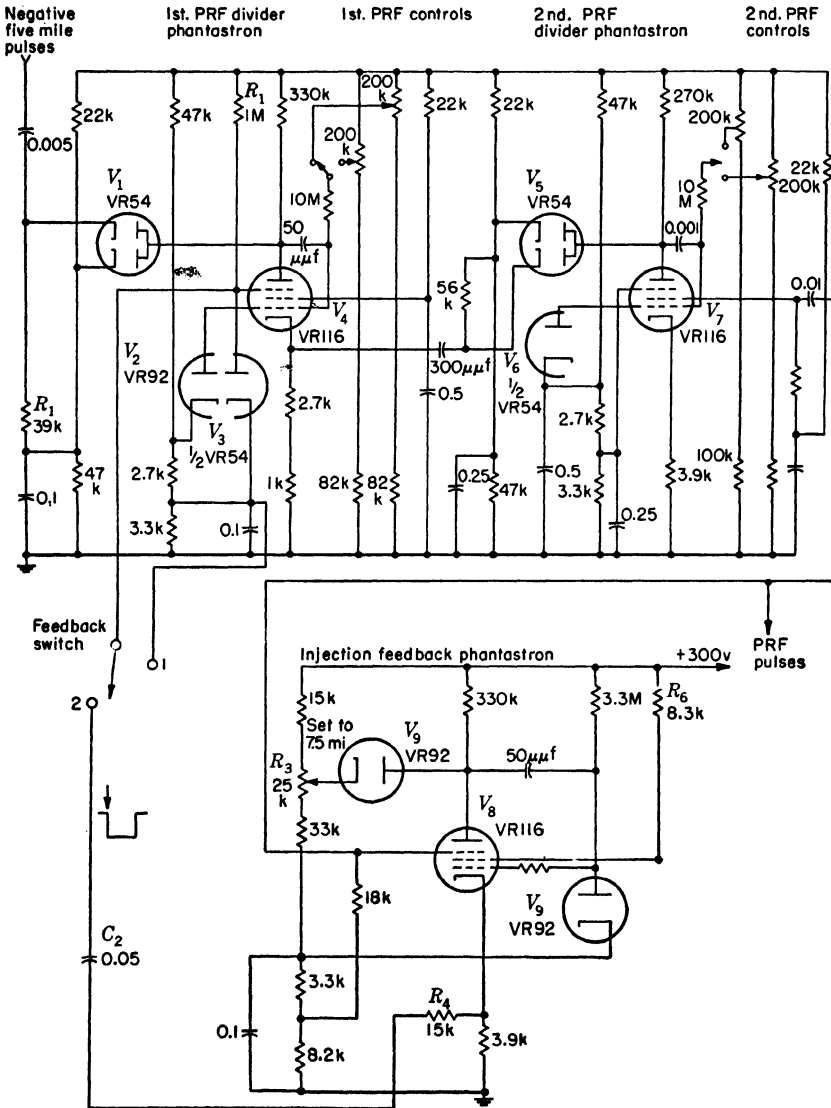 Negative
five mile
pulses
1st. PRF divider
phantastron
1st. PRF controls
2nd. PRF
divider phantastron
2nd. PRF
controls
0.005
22k
47k
R₁
1M
330k
200
k
200
k
22k
22k
47k
270k
200k
22k
200k
V₁
VR54
10M
50
μμf
V₅
VR54
10
M
0.001
56
k
V₄
VR116
V₇
VR116
0.01
V₂
VR92
300μμf
V₆
½
VR54
0.5
R₁
39k
V₃
½VR54
2.7k
2.7k
2.7k
47
k
1k
82k
82
k
0.25
47k
0.5
3.3k
3.9k
100k
0,1
3.3k
0.1
0.25
Feedback
switch
1
2
PRF
pulses
Injection feedback phantastron
+300v
15k
330k
3.3M
R₆
8.3k
Set to
7.5 mi
V₉
VR92
50μμf
R₃
25
k
V₈
VR116
33k
18k
V₉
VR92
C₂
0.05
3.3k
R₄
15k
0.1
8.2k
3.9k